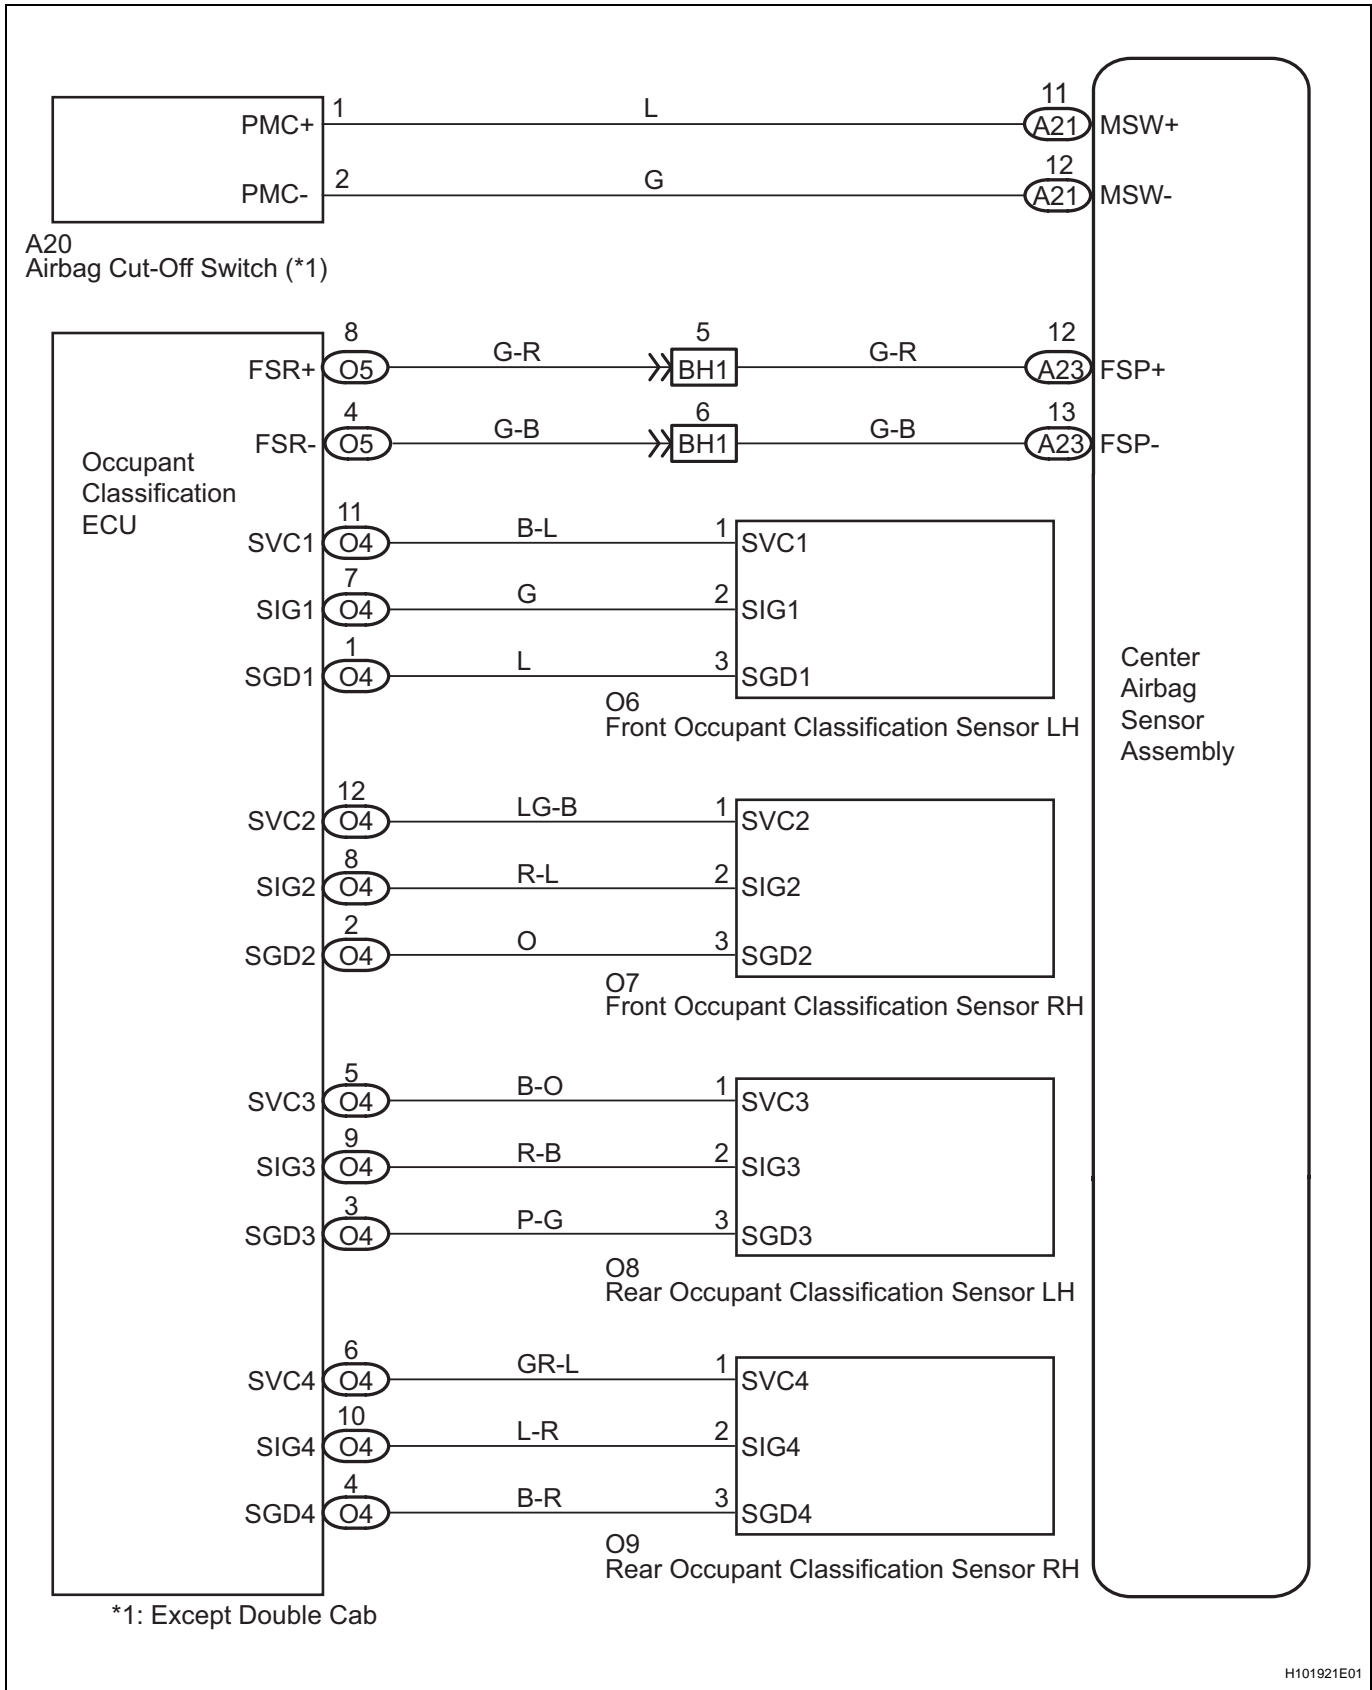 1 L 11
PMC+ A21 MSW+
2 G 12
PMC- A21 MSW-
A20
Airbag Cut-Off Switch (*1)
8 G-R 5 G-R 12
FSR+ O5 BH1 A23 FSP+
4 G-B 6 G-B 13
FSR- O5 BH1 A23 FSP-
Occupant
Classification
ECU
11 B-L 1
SVC1 O4 SVC1
7 G 2
SIG1 O4 SIG1
1 L 3
SGD1 O4 SGD1
O6
Front Occupant Classification Sensor LH
Center
Airbag
Sensor
Assembly
12 LG-B 1
SVC2 O4 SVC2
8 R-L 2
SIG2 O4 SIG2
2 O 3
SGD2 O4 SGD2
O7
Front Occupant Classification Sensor RH
5 B-O 1
SVC3 O4 SVC3
9 R-B 2
SIG3 O4 SIG3
3 P-G 3
SGD3 O4 SGD3
O8
Rear Occupant Classification Sensor LH
6 GR-L 1
SVC4 O4 SVC4
10 L-R 2
SIG4 O4 SIG4
4 B-R 3
SGD4 O4 SGD4
O9
Rear Occupant Classification Sensor RH
*1: Except Double Cab
H101921E01